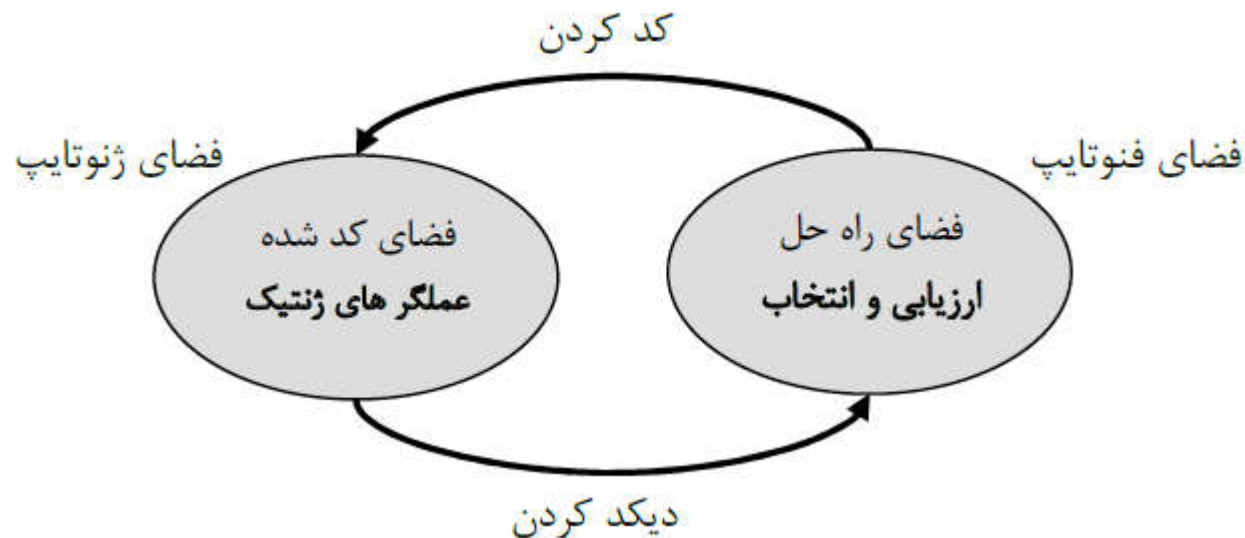 کد کردن
فضای فنوتایپ
فضای ژنوتایپ
فضای راه حل
ارزیابی و انتخاب
فضای کد شده
عملگر های ژنتیک
دیکد کردن